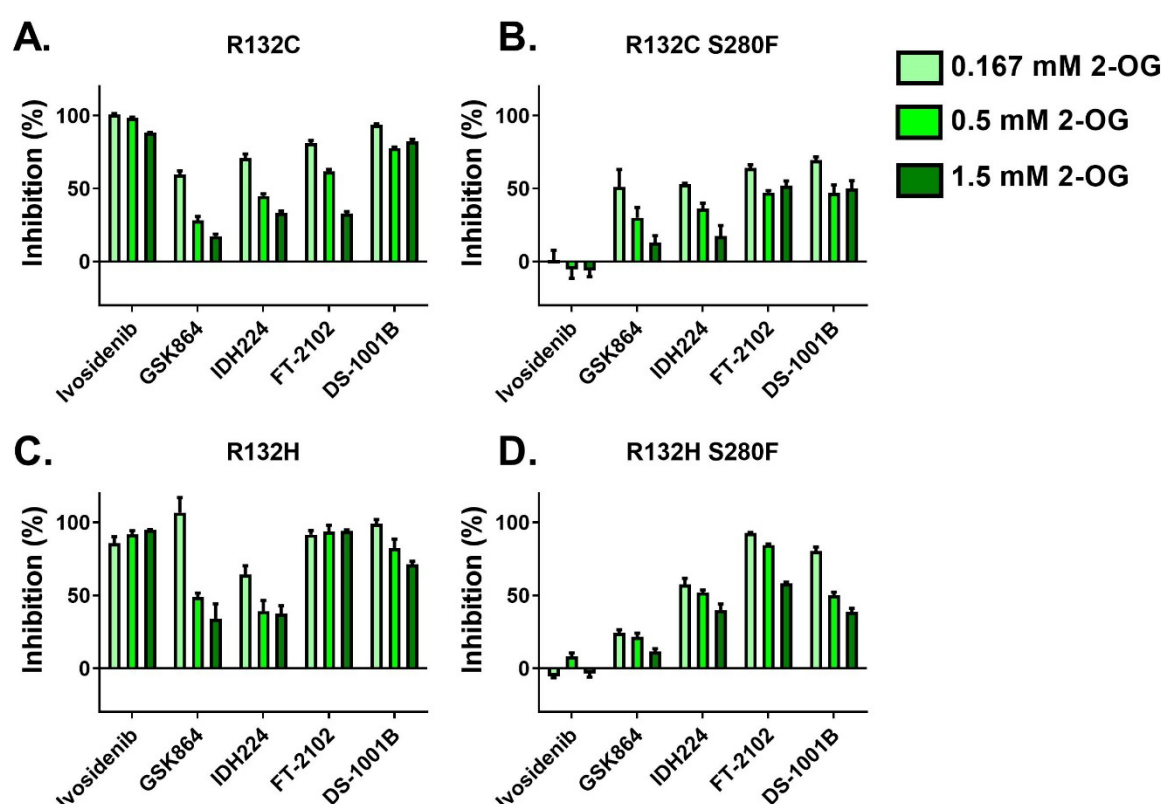 A.
R132C
Inhibition (%)
100
50
0
Ivosidenib
GSK864
IDH224
FT-2102
DS-1001B
B.
R132C S280F
Inhibition (%)
100
50
0
Ivosidenib
GSK864
IDH224
FT-2102
DS-1001B
0.167 mM 2-OG
0.5 mM 2-OG
1.5 mM 2-OG
C.
R132H
Inhibition (%)
100
50
0
Ivosidenib
GSK864
IDH224
FT-2102
DS-1001B
D.
R132H S280F
Inhibition (%)
100
50
0
Ivosidenib
GSK864
IDH224
FT-2102
DS-1001B